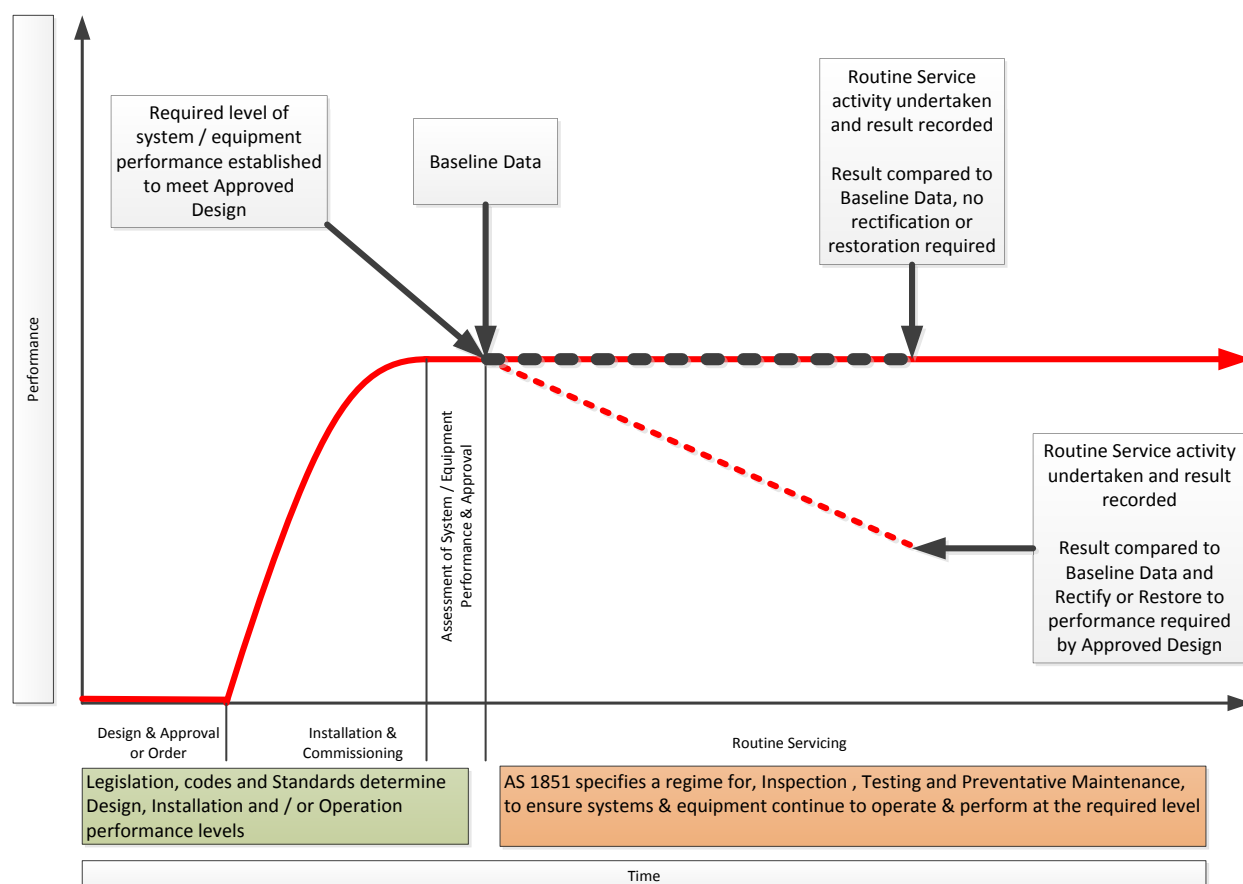 Performance
Required level of
system / equipment
performance established
to meet Approved
Design
Baseline Data
Routine Service
activity undertaken
and result recorded
Result compared to
Baseline Data, no
rectification or
restoration required
Assessment of System / Equipment
Performance & Approval
Routine Service activity
undertaken and result
recorded
Result compared to
Baseline Data and
Rectify or Restore to
performance required
by Approved Design
Design & Approval
or Order
Installation &
Commissioning
Routine Servicing
Legislation, codes and Standards determine
Design, Installation and / or Operation
performance levels
AS 1851 specifies a regime for, Inspection , Testing and Preventative Maintenance,
to ensure systems & equipment continue to operate & perform at the required level
Time